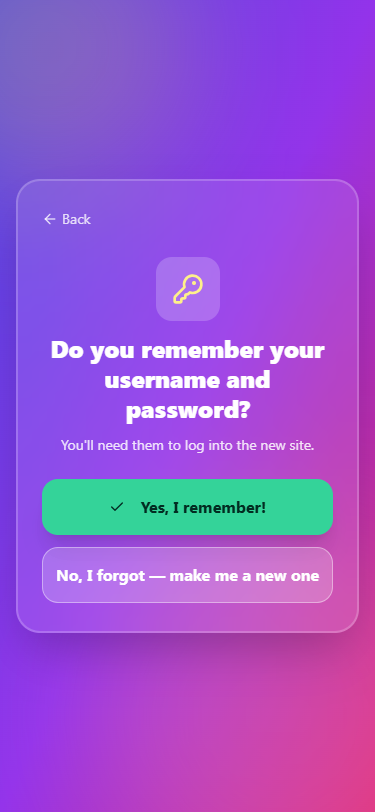 Back
Do you remember your
username and
password?
You'll need them to log into the new site.
Yes, I remember!
No, I forgot — make me a new one